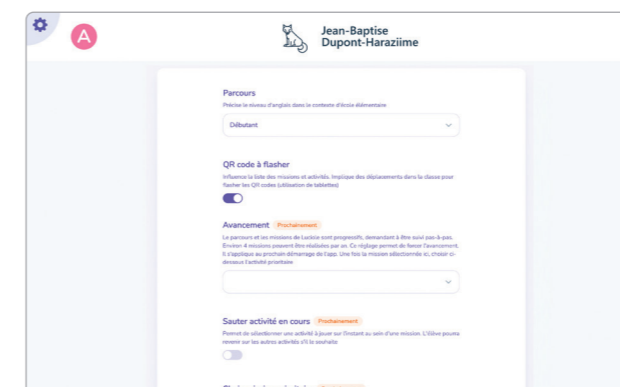 A
Jean-Baptise
Dupont-Haraziime
Parcours
Précise le niveau d'anglais dans le contexte d'école élémentaire
Débutant
QR code à flasher
Influence la liste des missions et activités. Implique des déplacements dans la classe pour
flasher les QR codes (utilisation de tablettes)
Avancement Prochainement
Le parcours et les missions de Luciole sont progressifs, demandant à être suivi pas-à-pas.
Environ 4 missions peuvent être réalisées par an. Ce réglage permet de forcer l'avancement.
Il s'applique au prochain démarrage de l'app. Une fois la mission sélectionnée ici, choisir ci-
dessous l'activité prioritaire
Sauter activité en cours Prochainement
Permet de sélectionner une activité à jouer sur l'instant au sein d'une mission. L'élève pourra
revenir sur les autres activités s'il le souhaite